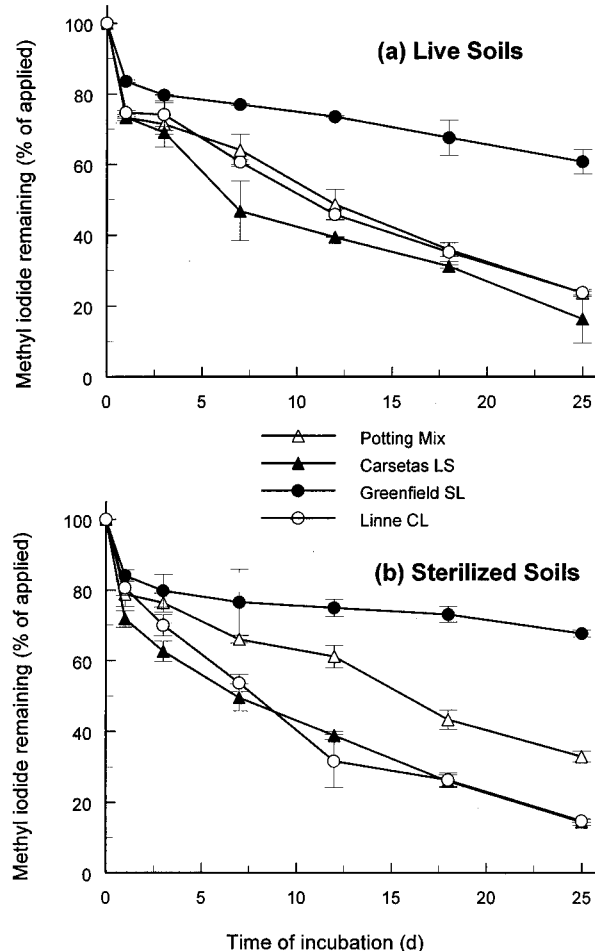 100
(a) Live Soils
80
60
40
20
0
Methyl iodide remaining (% of applied)
0 5 10 15 20 25
Potting Mix
Carsetas LS
Greenfield SL
Linne CL
100
(b) Sterilized Soils
80
60
40
20
0
Methyl iodide remaining (% of applied)
0 5 10 15 20 25
Time of incubation (d)